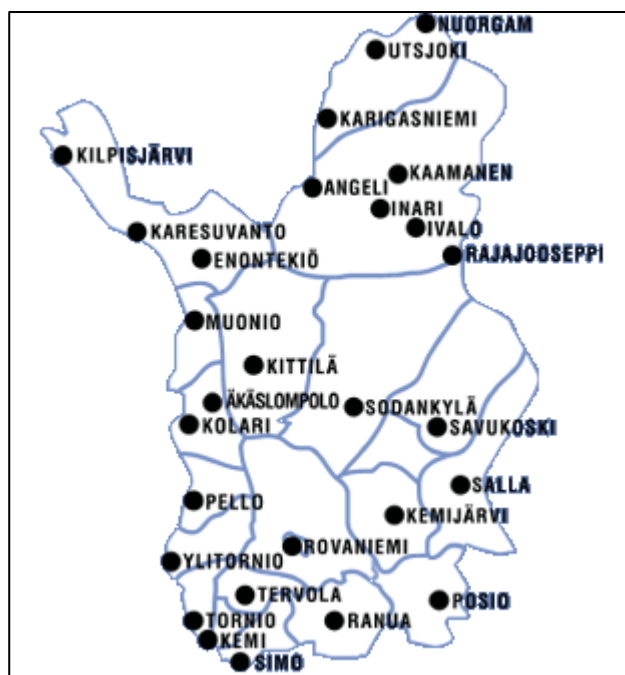 NUORGAM
UTSJOKI
KARIGASNIEMI
KILPISJÄRVI
KAAMANEN
ANGELI
INARI
IVALO
KARESUVANTO
RAJAJOOSEPPI
ENONTEKIÖ
MUONIO
KITTILÄ
ÄKÄSLOMPOLO
SODANKYLÄ
KOLARI
SAVUKOSKI
SALLA
PELLO
KEMIJÄRVI
ROVANIEMI
YLITORNIO
TERVOLA
POSIO
TORNIO
RANUA
KEMI
SIMO